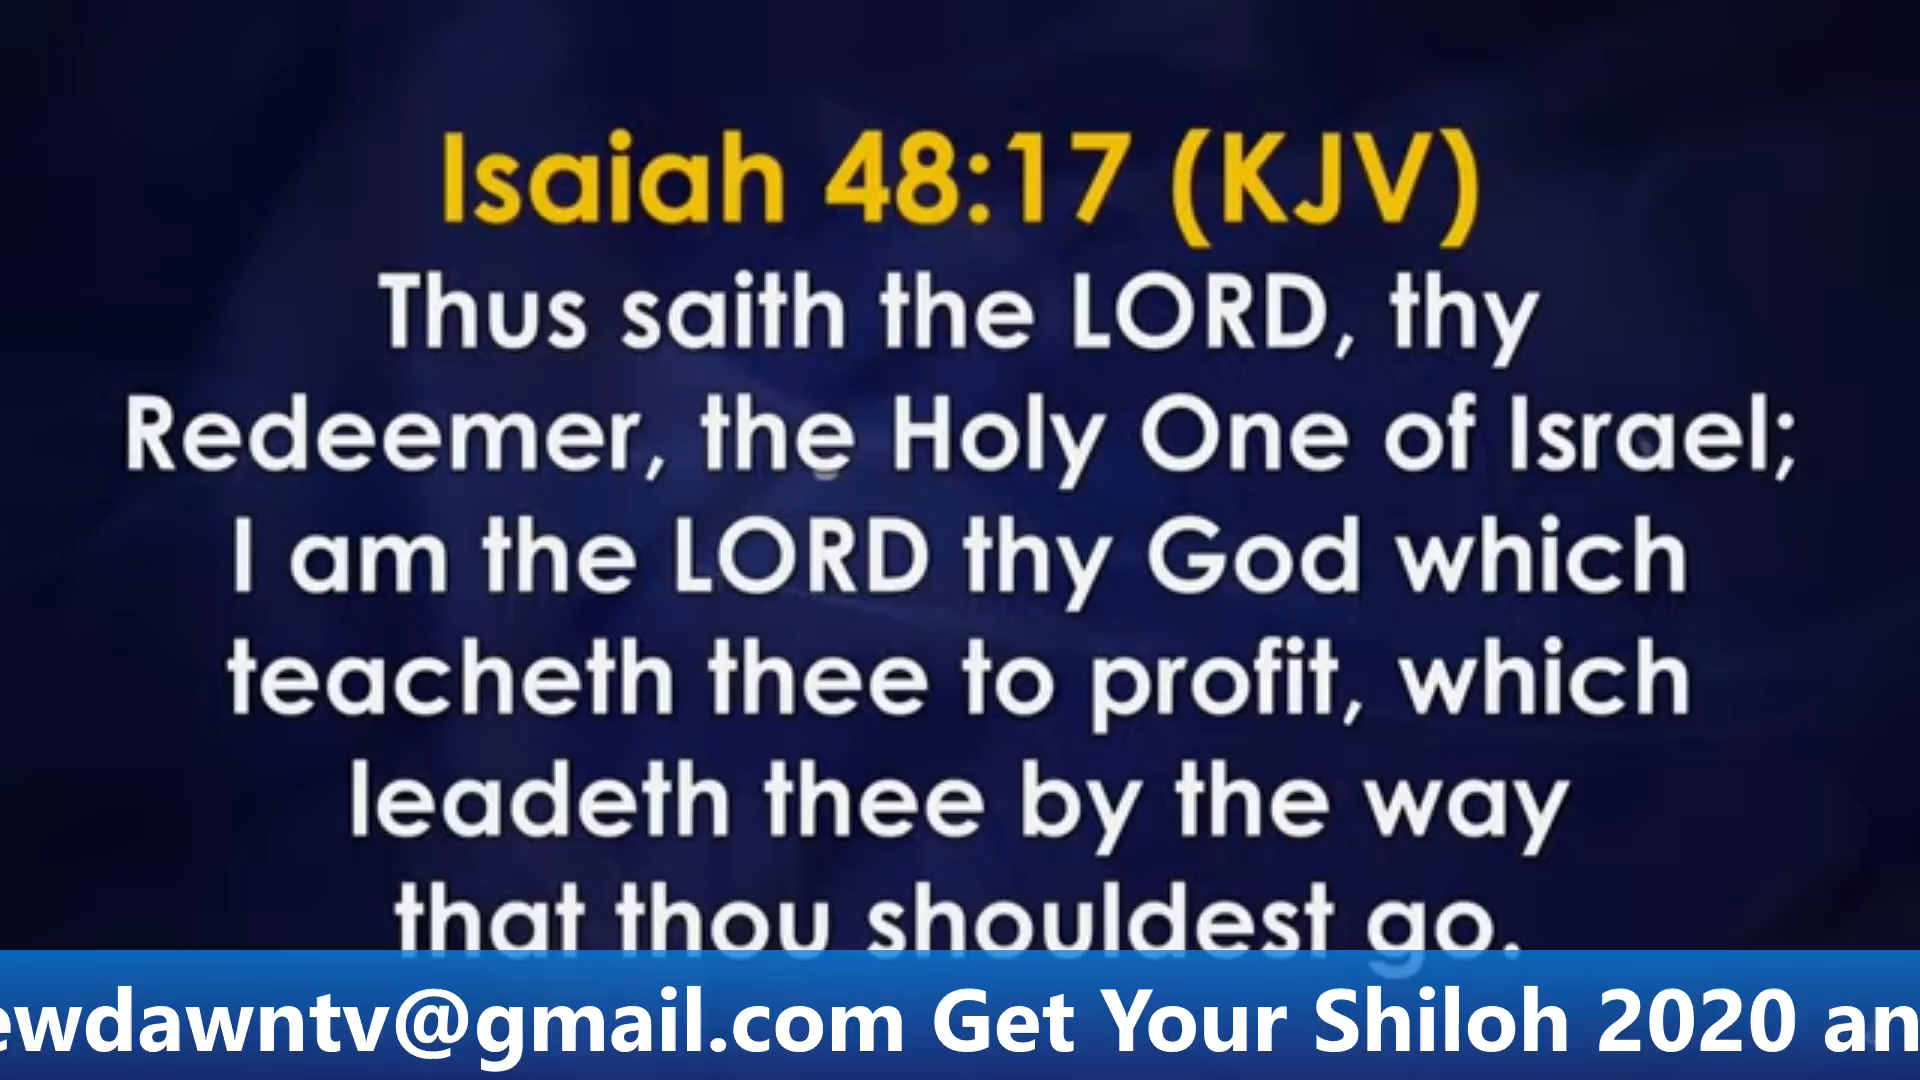 Isaiah 48:17 (KJV)
Thus saith the LORD, thy
Redeemer, the Holy One of Israel;
I am the LORD thy God which
teacheth thee to profit, which
leadeth thee by the way
that thou shouldest go.
ewdawntv@gmail.com Get Your Shiloh 2020 an